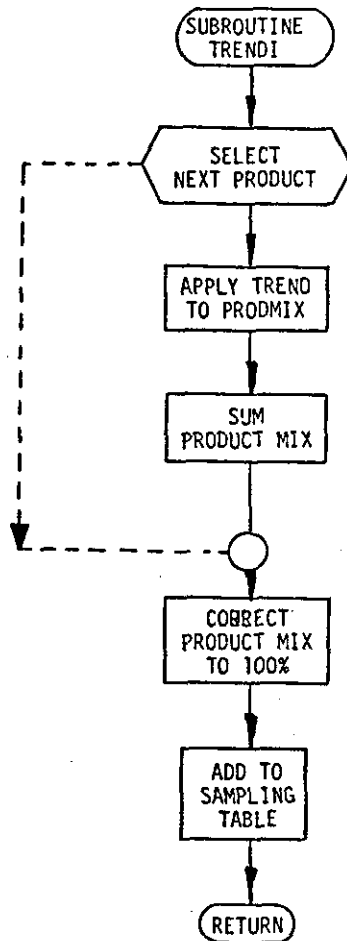 SUBROUTINE
TRENDI
SELECT
NEXT PRODUCT
APPLY TREND
TO PRODMIX
SUM
PRODUCT MIX
CORRECT
PRODUCT MIX
TO 100%
ADD TO
SAMPLING
TABLE
RETURN